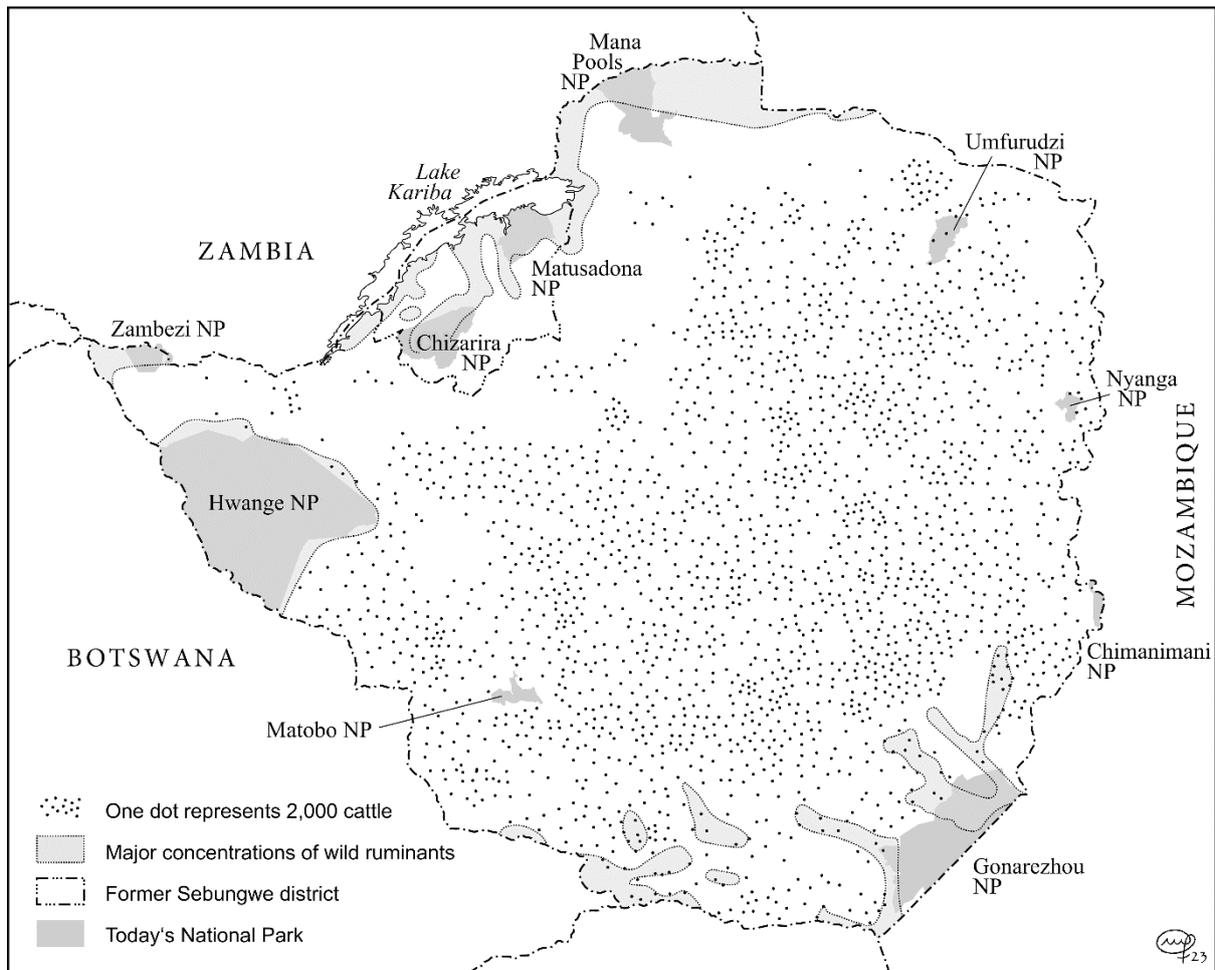 Mana
Pools
NP
Umfurudzi
NP
Lake
Kariba
ZAMBIA
Matusadona
NP
Zambezi NP
Chizarira
NP
Nyanga
NP
MOZAMBIQUE
Hwange NP
BOTSWANA
Chimanimani
NP
Matobo NP
One dot represents 2,000 cattle
Major concentrations of wild ruminants
Former Sebungwe district
Today's National Park
Gonarezhou
NP
23